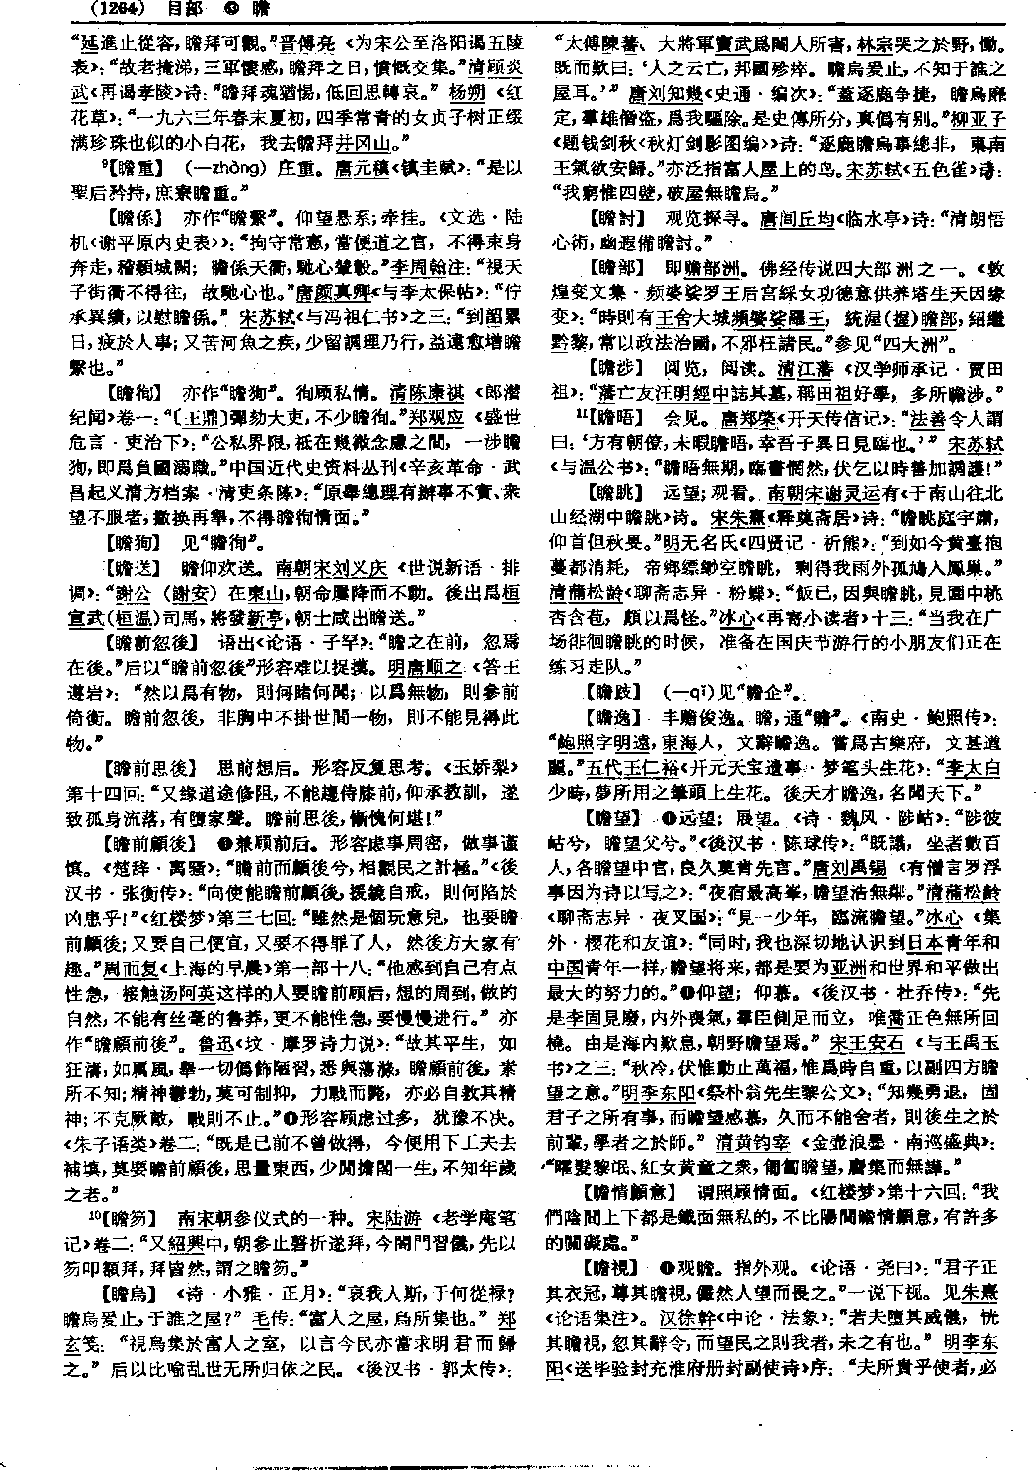 (1264) 目部 ⓭ 瞻
“延進止從容，瞻拜可觀。”晋傅亮《为宋公至洛阳谒五陵
表》：“故老掩涕，三軍悽感，瞻拜之日，憤慨交集。”清顾炎
武《再谒孝陵》诗：“瞻拜魂猶惕，低回思轉哀。”杨朔《红
花草》：“一九六三年春末夏初，四季常青的女贞子树正缀
满珍珠也似的小白花，我去瞻拜井冈山。”
⁹【瞻重】 (—zhòng) 庄重。唐元稹《镇圭赋》：“是以
聖后矜持，庶寮瞻重。”
【瞻係】 亦作“瞻繫”。仰望悬系；牵挂。《文选·陆
机〈谢平原内史表〉》：“拘守常憲，當便道之官，不得束身
奔走，稽顙城闕；瞻係天衢，馳心輦轂。”李周翰注：“視天
子街衢不得往，故馳心也。”唐颜真卿《与李太保帖》：“佇
承異績，以慰瞻係。”宋苏轼《与冯祖仁书》之三：“到韶累
日，疲於人事；又苦河魚之疾，少留調理乃行，益遠愈增瞻
繫也。”
【瞻徇】 亦作“瞻狥”。徇顾私情。清陈康祺《郎潜
纪闻》卷一：“〔王鼎〕彈劾大吏，不少瞻徇。”郑观应《盛世
危言·吏治下》：“公私界限，祗在幾微念慮之間，一涉瞻
狥，即爲負國溺職。”中国近代史资料丛刊《辛亥革命·武
昌起义清方档案·清吏条陈》：“原舉總理有辦事不實、衆
望不服者，撤換再舉，不得瞻徇情面。”
【瞻狥】 见“瞻徇”。
【瞻送】 瞻仰欢送。南朝宋刘义庆《世说新语·排
调》：“謝公（謝安）在東山，朝命屢降而不動。後出爲桓
宣武（桓温）司馬，將發新亭，朝士咸出瞻送。”
【瞻前忽後】 语出《论语·子罕》：“瞻之在前，忽焉
在後。”后以“瞻前忽後”形容难以捉摸。明唐顺之《答王
遵岩》：“然以爲有物，則何睹何聞；以爲無物，則參前
倚衡。瞻前忽後，非胸中不掛世間一物，則不能見得此
物。”
【瞻前思後】 思前想后。形容反复思考。《玉娇梨》
第十四回：“又缘道途修阻，不能趨侍膝前，仰承教訓，遂
致孤身流落，有墮家聲。瞻前思後，慚愧何堪！”
【瞻前顧後】 ❶兼顾前后。形容虑事周密，做事谨
慎。《楚辞·离骚》：“瞻前而顧後兮，相觀民之計極。”《後
汉书·张衡传》：“向使能瞻前顧後，援鏡自戒，則何陷於
凶患乎！”《红楼梦》第三七回：“雖然是個玩意兒，也要瞻
前顧後；又要自己便宜，又要不得罪了人，然後方大家有
趣。”周而复《上海的早晨》第一部十八：“他感到自己有点
性急，接触汤阿英这样的人要瞻前顾后，想的周到，做的
自然，不能有丝毫的鲁莽，更不能性急，要慢慢进行。”亦
作“瞻顧前後”。鲁迅《坟·摩罗诗力说》：“故其平生，如
狂濤，如厲風，舉一切僞飾陋習，悉與蕩滌，瞻顧前後，素
所不知；精神鬱勃，莫可制抑，力戰而斃，亦必自救其精
神；不克厥敵，戰則不止。”❷形容顾虑过多，犹豫不决。
《朱子语类》卷二：“既是已前不曾做得，今便用下工夫去
補填，莫要瞻前顧後，思量東西，少間擔閣一生，不知年歲
之老。”
¹⁰【瞻笏】 南宋朝参仪式的一种。宋陆游《老学庵笔
记》卷二：“又紹興中，朝參止磬折遂拜，今閤門習儀，先以
笏叩額拜，拜皆然，謂之瞻笏。”
【瞻烏】 《诗·小雅·正月》：“哀我人斯，于何從禄？
瞻烏爰止，于誰之屋？”毛传：“富人之屋，烏所集也。”郑
玄笺：“視烏集於富人之室，以言今民亦當求明君而歸
之。”后以比喻乱世无所归依之民。《後汉书·郭太传》：
“太傅陳蕃、大將軍竇武爲閹人所害，林宗哭之於野，慟。
既而歎曰：‘人之云亡，邦國殄瘁。瞻烏爰止，不知于誰之
屋耳。’”唐刘知幾《史通·编次》：“蓋逐鹿争捷，瞻烏靡
定，羣雄僭盗，爲我驅除。是史傳所分，真僞有别。”柳亚子
《题钱剑秋〈秋灯剑影图编〉》诗：“逐鹿瞻烏事總非，東南
王氣欲安歸。”亦泛指富人屋上的鸟。宋苏轼《五色雀》诗：
“我窮惟四壁，破屋無瞻烏。”
【瞻討】 观览探寻。唐闾丘均《临水亭》诗：“清朗悟
心術，幽遐備瞻討。”
【瞻部】 即瞻部洲。佛经传说四大部洲之一。《敦
煌变文集·频婆娑罗王后宫綵女功德意供养塔生天因缘
变》：“時則有王舍大城頻婆娑羅王，統渥（握）瞻部，紹繼
黔黎，常以政法治國，不邪枉諸民。”参见“四大洲”。
【瞻涉】 阅览，阅读。清江藩《汉学师承记·贾田
祖》：“藩亡友汪明經中誌其墓，稱田祖好學，多所瞻涉。”
¹¹【瞻晤】 会见。唐郑棨《开天传信记》：“法善令人謂
曰：‘方有朝僚，未暇瞻晤，幸吾子異日見臨也。’”宋苏轼
《与温公书》：“瞻晤無期，臨書惘然，伏乞以時善加調護！”
【瞻眺】 远望；观看。南朝宋谢灵运有《于南山往北
山经湖中瞻眺》诗。宋朱熹《释奠斋居》诗：“瞻眺庭宇肅，
仰首但秋旻。”明无名氏《四贤记·祈熊》：“到如今黄臺抱
蔓都消耗，帝鄉縹緲空瞻眺，剩得我雨外孤鳩入鳳巢。”
清蒲松龄《聊斋志异·粉蝶》：“飯已，因與瞻眺，見園中桃
杏含苞，頗以爲怪。”冰心《再寄小读者》十三：“当我在广
场徘徊瞻眺的时候，准备在国庆节游行的小朋友们正在
练习走队。”
【瞻跂】 (—qǐ)见“瞻企”。
【瞻逸】 丰赡俊逸。瞻，通“贍”。《南史·鲍照传》：
“鮑照字明遠，東海人，文辭瞻逸。嘗爲古樂府，文甚遒
麗。”五代王仁裕《开元天宝遗事·梦笔头生花》：“李太白
少時，夢所用之筆頭上生花。後天才瞻逸，名聞天下。”
【瞻望】 ❶远望；展望。《诗·魏风·陟岵》：“陟彼
岵兮，瞻望父兮。”《後汉书·陈球传》：“既議，坐者數百
人，各瞻望中官，良久莫肯先言。”唐刘禹锡《有僧言罗浮
事因为诗以写之》：“夜宿最高峯，瞻望浩無鄰。”清蒲松龄
《聊斋志异·夜叉国》：“見一少年，臨流瞻望。”冰心《集
外·樱花和友谊》：“同时，我也深切地认识到日本青年和
中国青年一样，瞻望将来，都是要为亚洲和世界和平做出
最大的努力的。”❷仰望；仰慕。《後汉书·杜乔传》：“先
是李固見廢，内外喪氣，羣臣側足而立，唯喬正色無所回
橈。由是海内歎息，朝野瞻望焉。”宋王安石《与王禹玉
书》之三：“秋冷，伏惟動止萬福，惟爲時自重，以副四方瞻
望之意。”明李东阳《祭朴翁先生黎公文》：“知幾勇退，固
君子之所有事，而瞻望感慕，久而不能舍者，則後生之於
前輩，學者之於師。”清黄钧宰《金壶浪墨·南巡盛典》：
“曜髮黎氓、紅女黄童之衆，匍匐瞻望，麕集而無譁。”
【瞻情顧意】 谓照顾情面。《红楼梦》第十六回：“我
們陰間上下都是鐵面無私的，不比陽間瞻情顧意，有許多
的關礙處。”
【瞻視】 ❶观瞻。指外观。《论语·尧曰》：“君子正
其衣冠，尊其瞻視，儼然人望而畏之。”一说下视。见朱熹
《论语集注》。汉徐幹《中论·法象》：“若夫墮其威儀，恍
其瞻視，忽其辭令，而望民之則我者，未之有也。”明李东
阳《送毕验封充淮府册封副使诗》序：“夫所貴乎使者，必